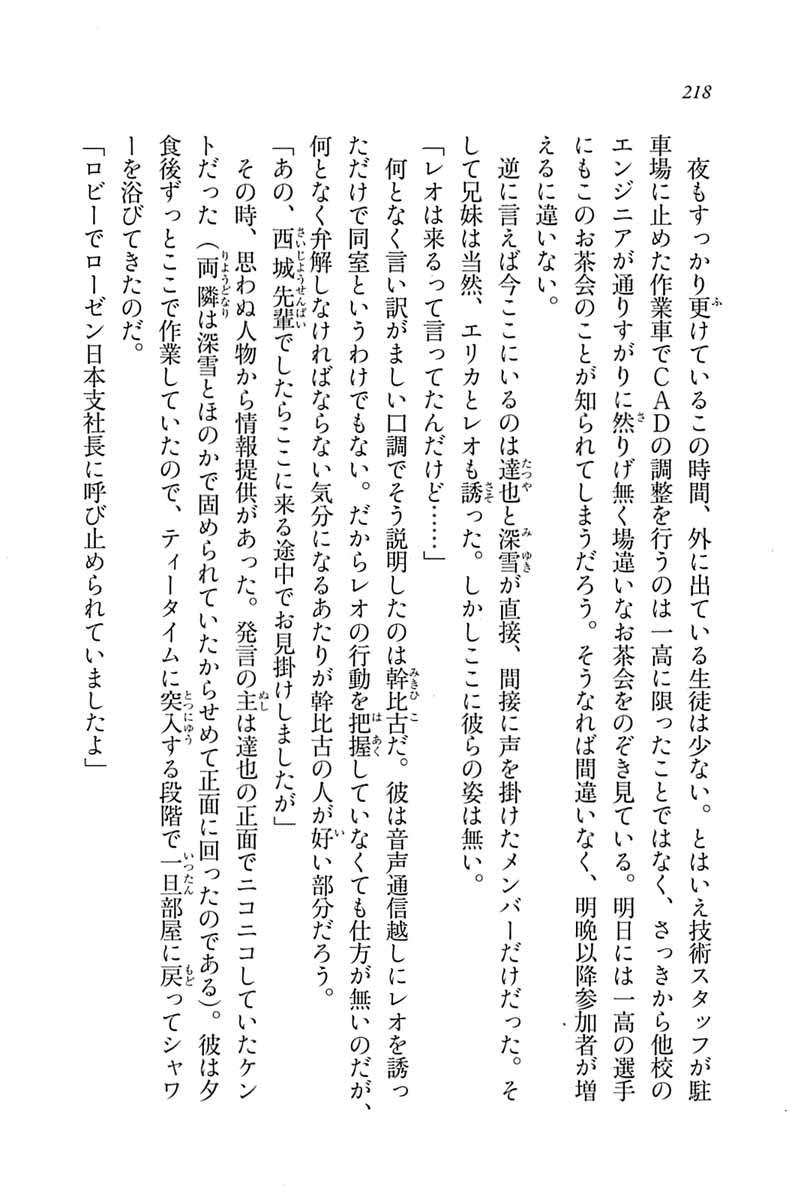 218
夜もすっかり更けているこの時間、外に出ている生徒は少ない。とはいえ技術スタッフが駐
車場に止めた作業車でＣＡＤの調整を行うのは一高に限ったことではなく、さっきから他校の
エンジニアが通りすがりに然りげ無く場違いなお茶会をのぞき見ている。明日には一高の選手
にもこのお茶会のことが知られてしまうだろう。そうなれば間違いなく、明晩以降参加者が増
えるに違いない。
逆に言えば今ここにいるのは達也と深雪が直接、間接に声を掛けたメンバーだけだった。そ
して兄妹は当然、エリカとレオも誘った。しかしここに彼らの姿は無い。
「レオは来るって言ってたんだけど……」
何となく言い訳がましい口調でそう説明したのは幹比古だ。彼は音声通信越しにレオを誘っ
ただけで同室というわけでもない。だからレオの行動を把握していなくても仕方が無いのだが、
何となく弁解しなければならない気分になるあたりが幹比古の人が好い部分だろう。
「あの、西城先輩でしたらここに来る途中でお見掛けしましたが」
その時、思わぬ人物から情報提供があった。発言の主は達也の正面でニコニコしていたケン
トだった（両隣は深雪とほのかで固められていたからせめて正面に回ったのである）。彼は夕
食後ずっとここで作業していたので、ティータイムに突入する段階で一旦部屋に戻ってシャワ
ーを浴びてきたのだ。
「ロビーでローゼン日本支社長に呼び止められていましたよ」